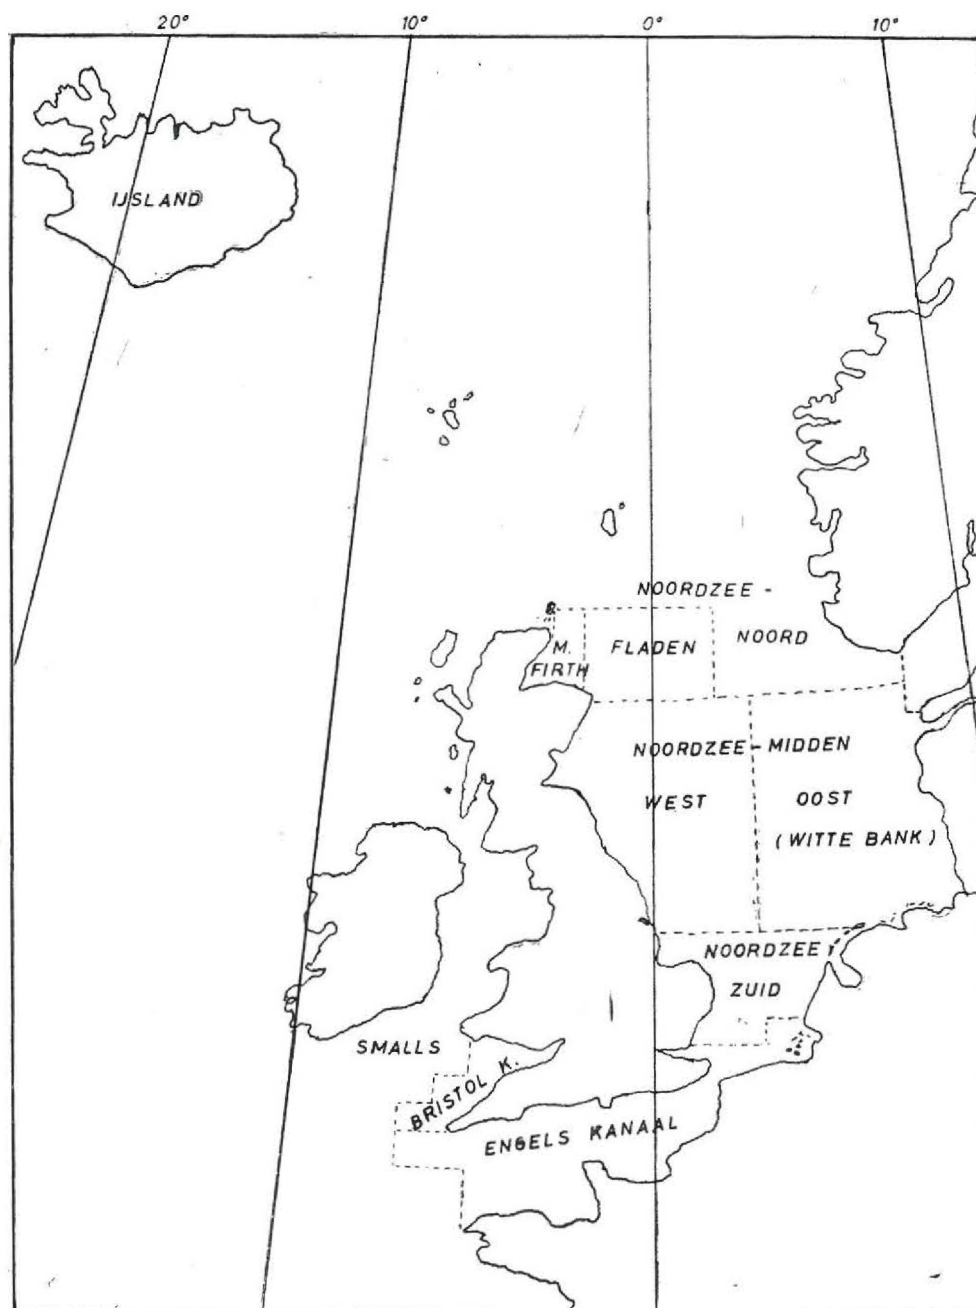 20° 10° 0° 10°
IJSLAND
NOORDZEE -
M. FLADEN NOORD
FIRTH
NOORDZEE - MIDDEN
WEST OOST
(WITTE BANK)
NOORDZEE
ZUID
SMALLS
BRISTOL K.
ENGELS KANAAL